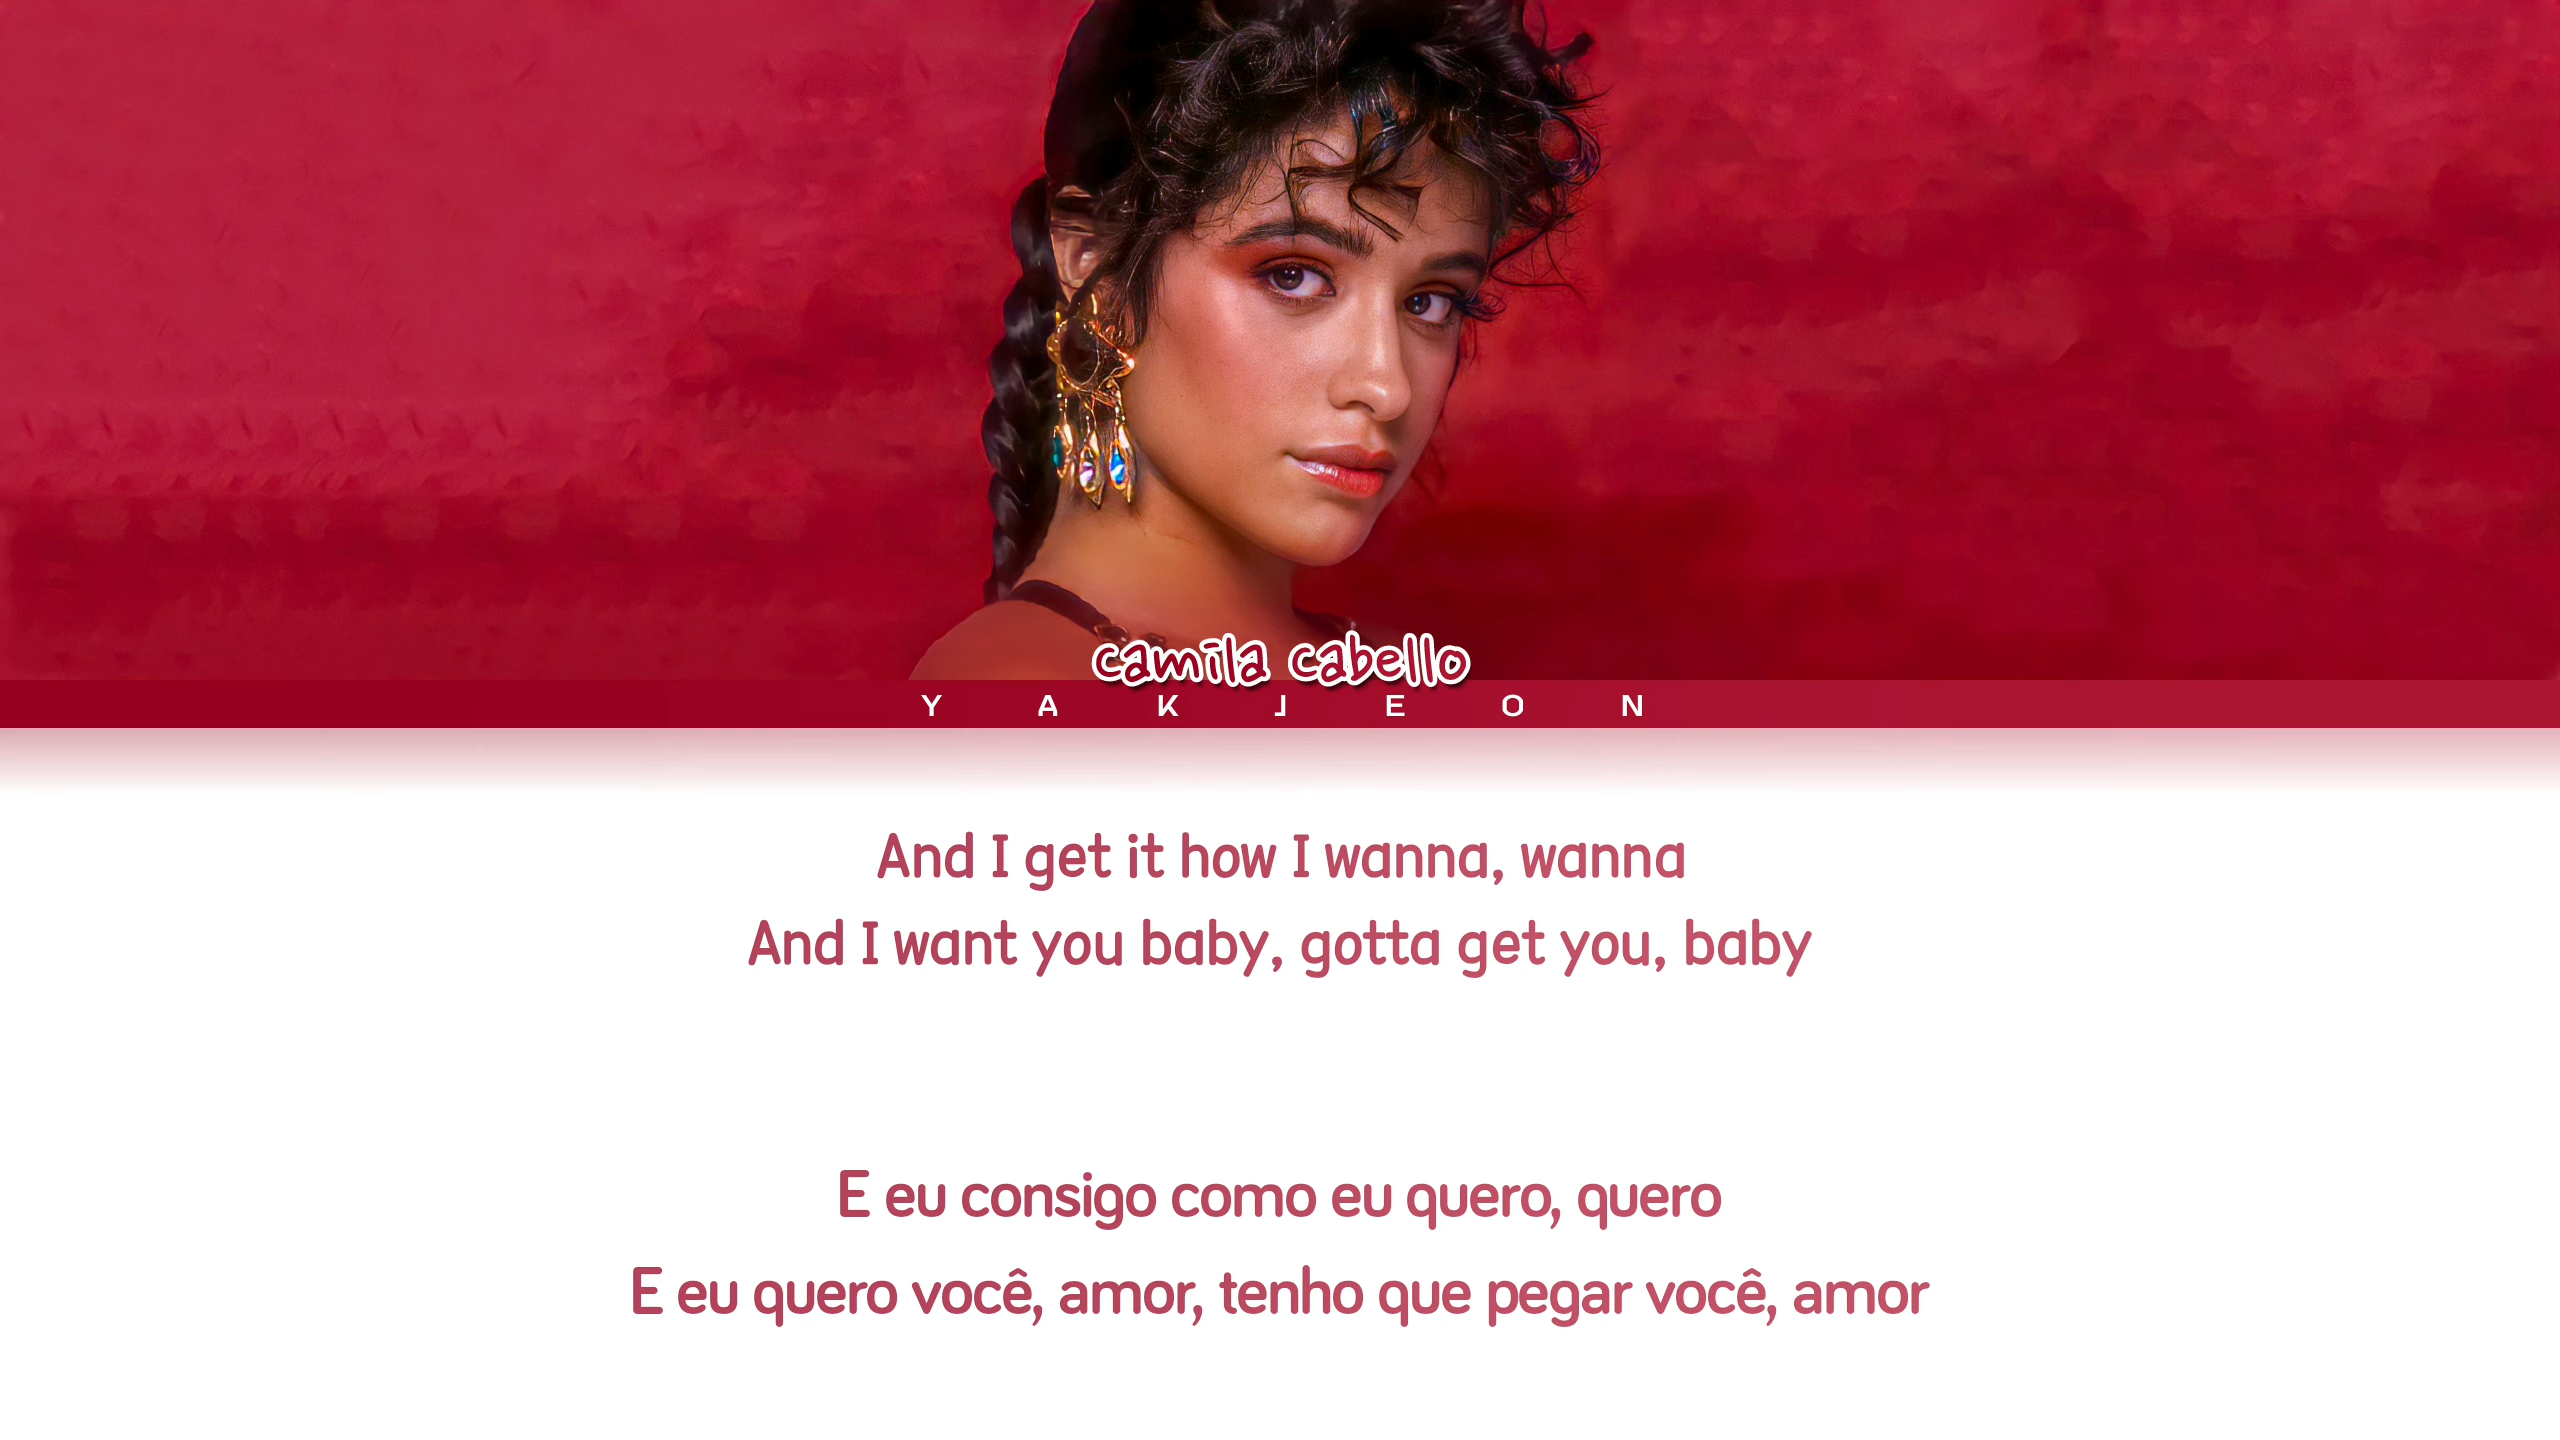 camila cabello
YAKJEON
And I get it how I wanna, wanna
And I want you baby, gotta get you, baby
E eu consigo como eu quero, quero
E eu quero você, amor, tenho que pegar você, amor